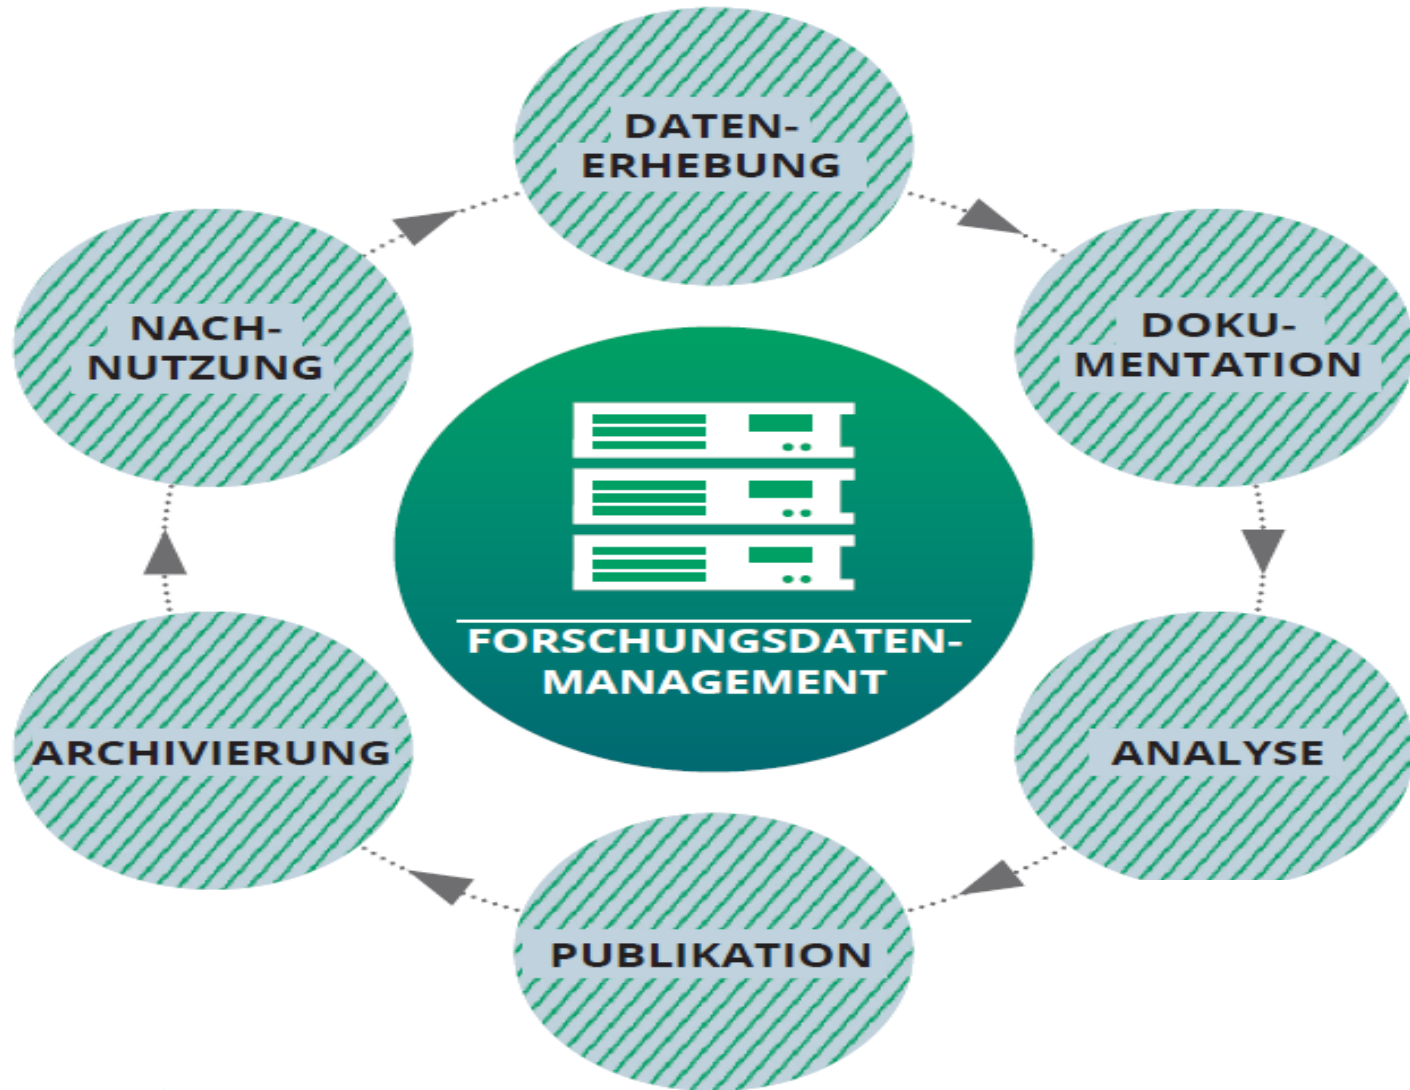 DATEN-
ERHEBUNG
DOKU-
MENTATION
ANALYSE
PUBLIKATION
ARCHIVIERUNG
NACH-
NUTZUNG
FORSCHUNGSDATEN-
MANAGEMENT